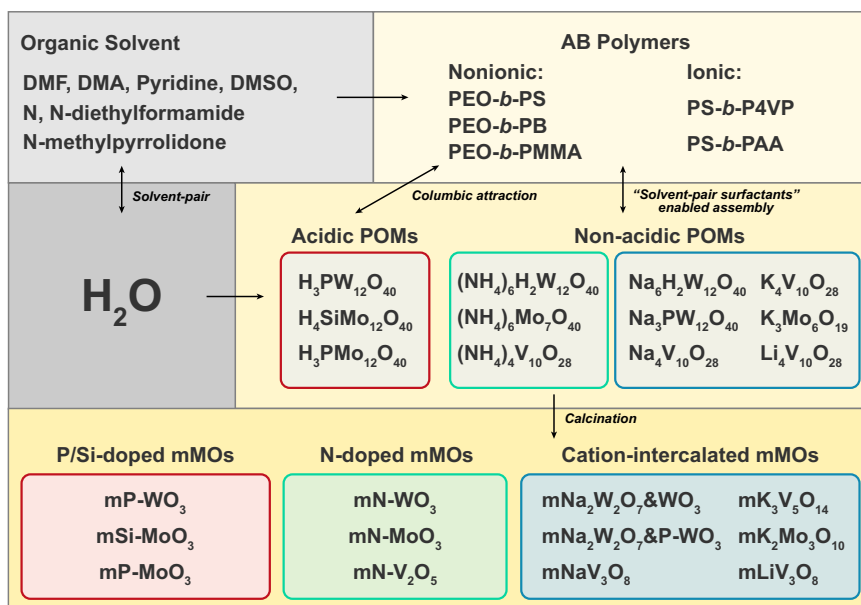 Organic Solvent
DMF, DMA, Pyridine, DMSO,
N, N-diethylformamide
N-methylpyrrolidone
AB Polymers
Nonionic:
PEO-b-PS
PEO-b-PB
PEO-b-PMMA
Ionic:
PS-b-P4VP
PS-b-PAA
Solvent-pair
Columbic attraction
“Solvent-pair surfactants”
enabled assembly
H₂O
Acidic POMs
H₃PW₁₂O₄₀
H₄SiMo₁₂O₄₀
H₃PMo₁₂O₄₀
Non-acidic POMs
(NH₄)₆H₂W₁₂O₄₀
(NH₄)₆Mo₇O₄₀
(NH₄)₄V₁₀O₂₈
Na₆H₂W₁₂O₄₀ K₄V₁₀O₂₈
Na₃PW₁₂O₄₀ K₃Mo₆O₁₉
Na₄V₁₀O₂₈ Li₄V₁₀O₂₈
Calcination
P/Si-doped mMOs
mP-WO₃
mSi-MoO₃
mP-MoO₃
N-doped mMOs
mN-WO₃
mN-MoO₃
mN-V₂O₅
Cation-intercalated mMOs
mNa₂W₂O₇&WO₃ mK₃V₅O₁₄
mNa₂W₂O₇&P-WO₃ mK₂Mo₃O₁₀
mNaV₃O₈ mLiV₃O₈